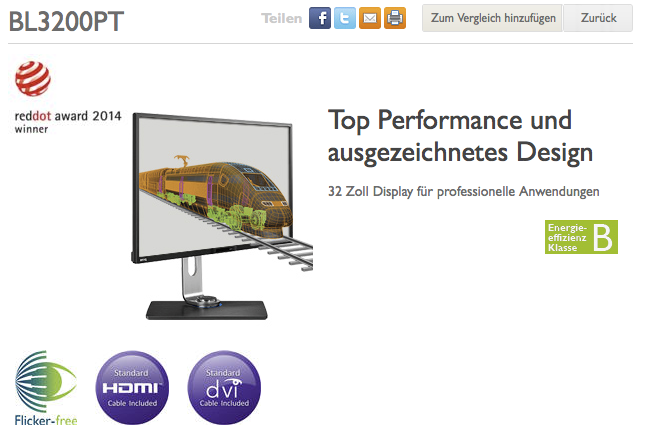 BL3200PT
Teilen
Zum Vergleich hinzufügen
Zurück
reddot award 2014
winner
Top Performance und
ausgezeichnetes Design
32 Zoll Display für professionelle Anwendungen
Energie-
effizienz
Klasse
B
Flicker-free
Standard
HDMI
Cable Included
Standard
dvi
Cable Included